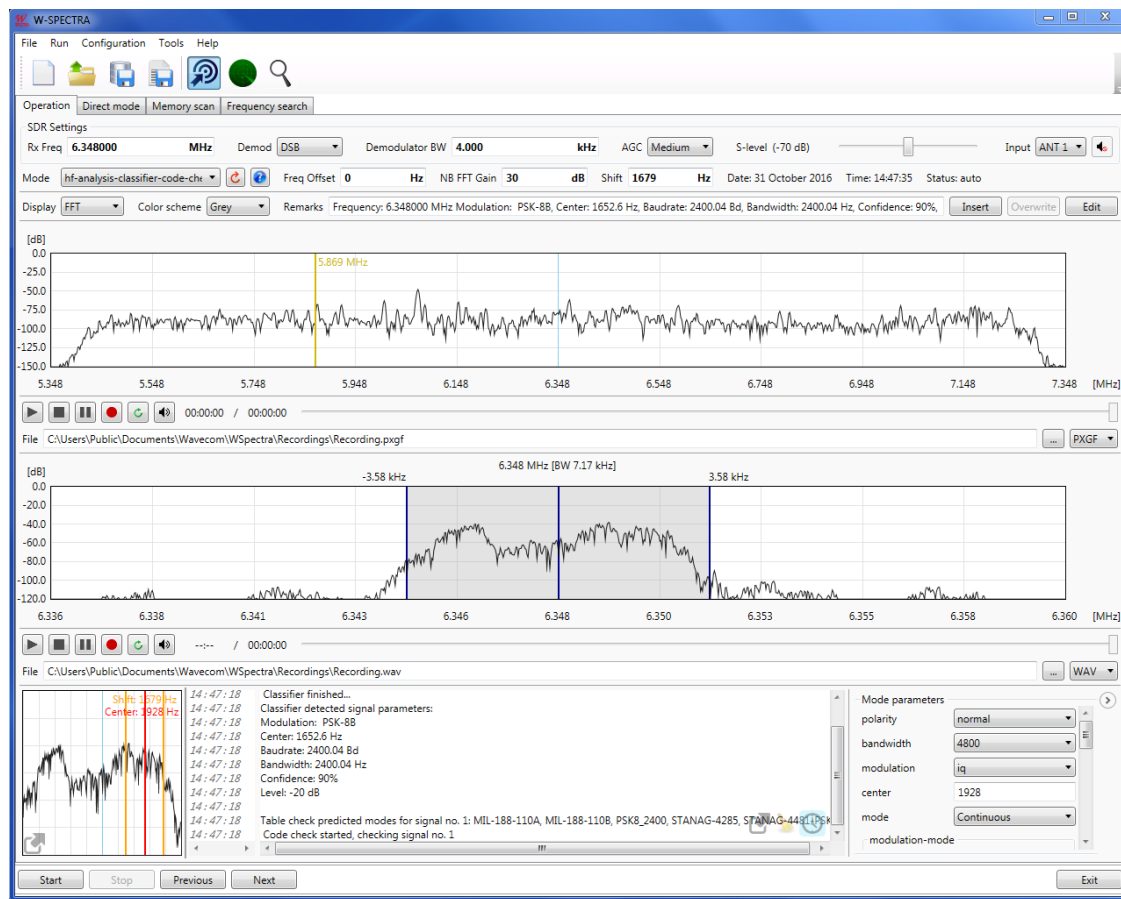 W-SPECTRA
File Run Configuration Tools Help
Operation Direct mode Memory scan Frequency search
SDR Settings
Rx Freq 6.348000 MHz Demod DSB Demodulator BW 4.000 kHz AGC Medium S-level (-70 dB) Input ANT 1
Mode hf-analysis-classifier-code-che Freq Offset 0 Hz NB FFT Gain 30 dB Shift 1679 Hz Date: 31 October 2016 Time: 14:47:35 Status: auto
Display FFT Color scheme Grey Remarks Frequency: 6.348000 MHz Modulation: PSK-8B, Center: 1652.6 Hz, Baudrate: 2400.04 Bd, Bandwidth: 2400.04 Hz, Confidence: 90%, Insert Overwrite Edit
[dB]
0.0
5.869 MHz
-25.0
-50.0
-75.0
-100.0
-125.0
-150.0
5.348 5.548 5.748 5.948 6.148 6.348 6.548 6.748 6.948 7.148 7.348 [MHz]
00:00:00 / 00:00:00
File C:\Users\Public\Documents\Wavecom\WSpectra\Recordings\Recording.pxgf ... PXGF
6.348 MHz [BW 7.17 kHz]
[dB] -3.58 kHz 3.58 kHz
0.0
-20.0
-40.0
-60.0
-80.0
-100.0
-120.0
6.336 6.338 6.341 6.343 6.346 6.348 6.350 6.353 6.355 6.358 6.360 [MHz]
--:-- / 00:00:00
File C:\Users\Public\Documents\Wavecom\WSpectra\Recordings\Recording.wav ... WAV
Shift: 1679 Hz
Center: 1928 Hz
14:47:18 Classifier finished...
14:47:18 Classifier detected signal parameters:
14:47:18 Modulation: PSK-8B
14:47:18 Center: 1652.6 Hz
14:47:18 Baudrate: 2400.04 Bd
14:47:18 Bandwidth: 2400.04 Hz
14:47:18 Confidence: 90%
14:47:18 Level: -20 dB
14:47:18
14:47:18 Table check predicted modes for signal no. 1: MIL-188-110A, MIL-188-110B, PSK8_2400, STANAG-4285, STANAG-4481-PSK
14:47:18 Code check started, checking signal no. 1
Mode parameters
polarity normal
bandwidth 4800
modulation iq
center 1928
mode Continuous
modulation-mode
Start Stop Previous Next Exit